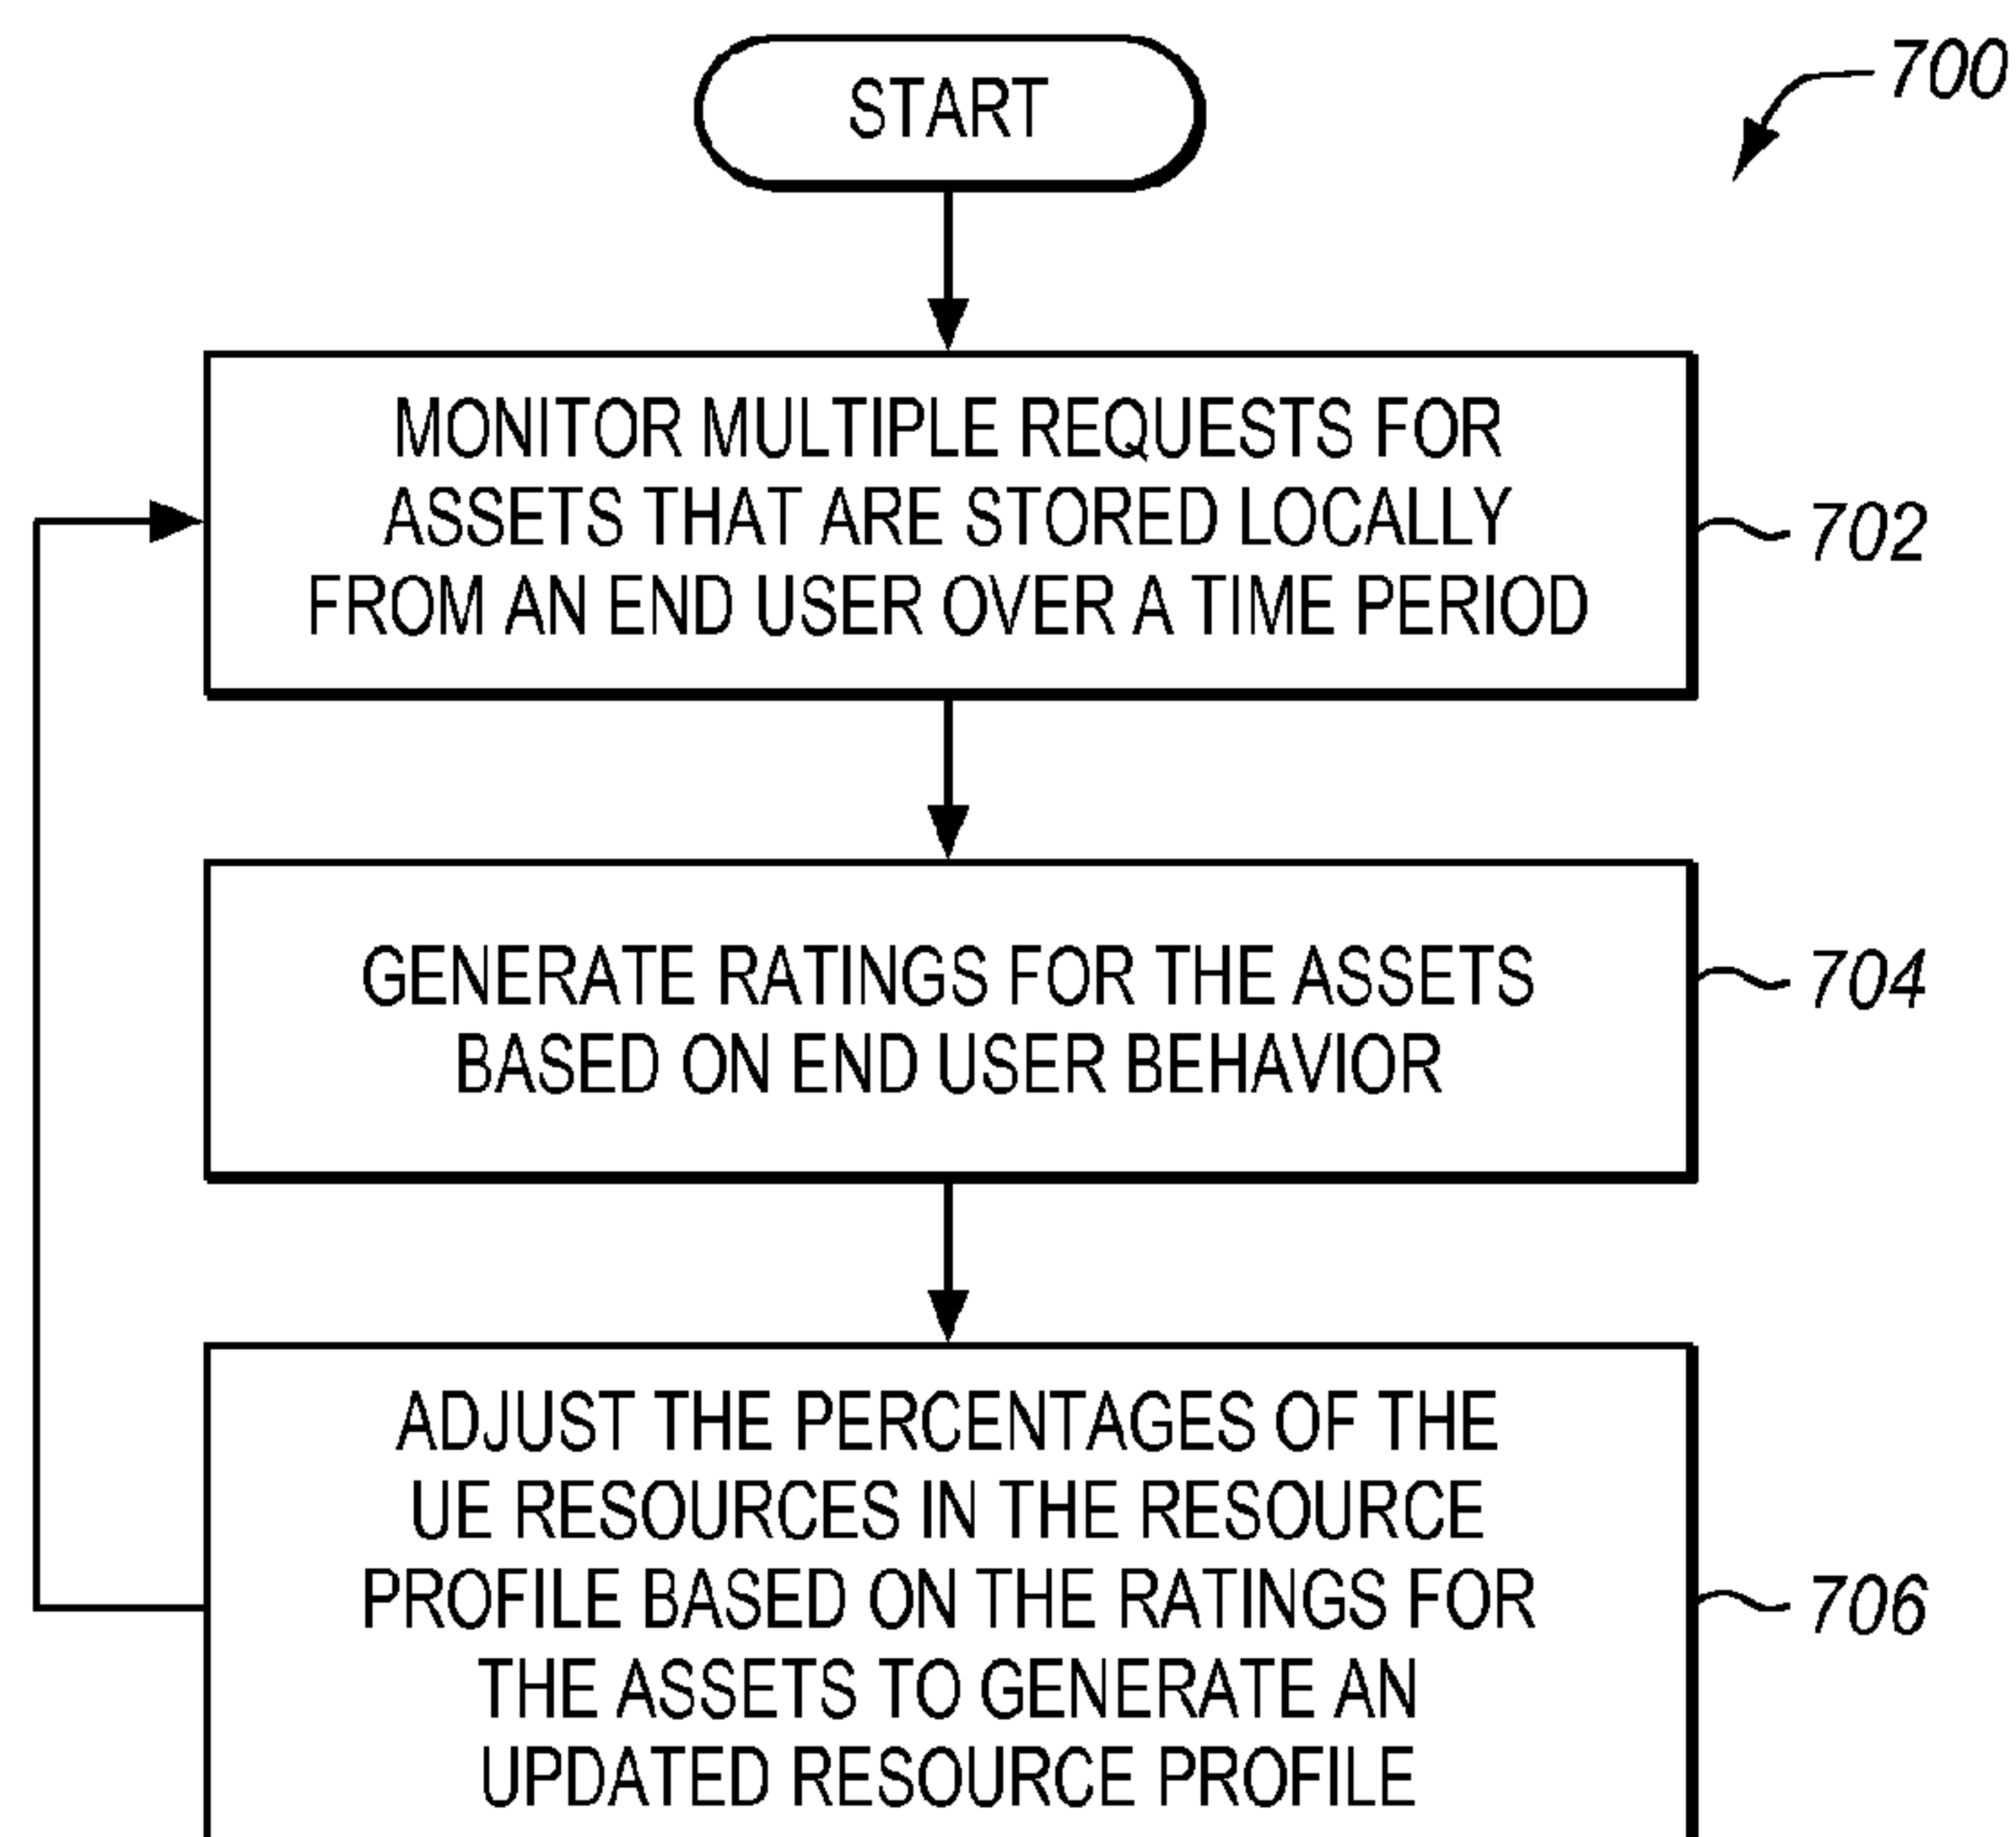 START
700
MONITOR MULTIPLE REQUESTS FOR
ASSETS THAT ARE STORED LOCALLY
FROM AN END USER OVER A TIME PERIOD
702
GENERATE RATINGS FOR THE ASSETS
BASED ON END USER BEHAVIOR
704
ADJUST THE PERCENTAGES OF THE
UE RESOURCES IN THE RESOURCE
PROFILE BASED ON THE RATINGS FOR
THE ASSETS TO GENERATE AN
UPDATED RESOURCE PROFILE
706